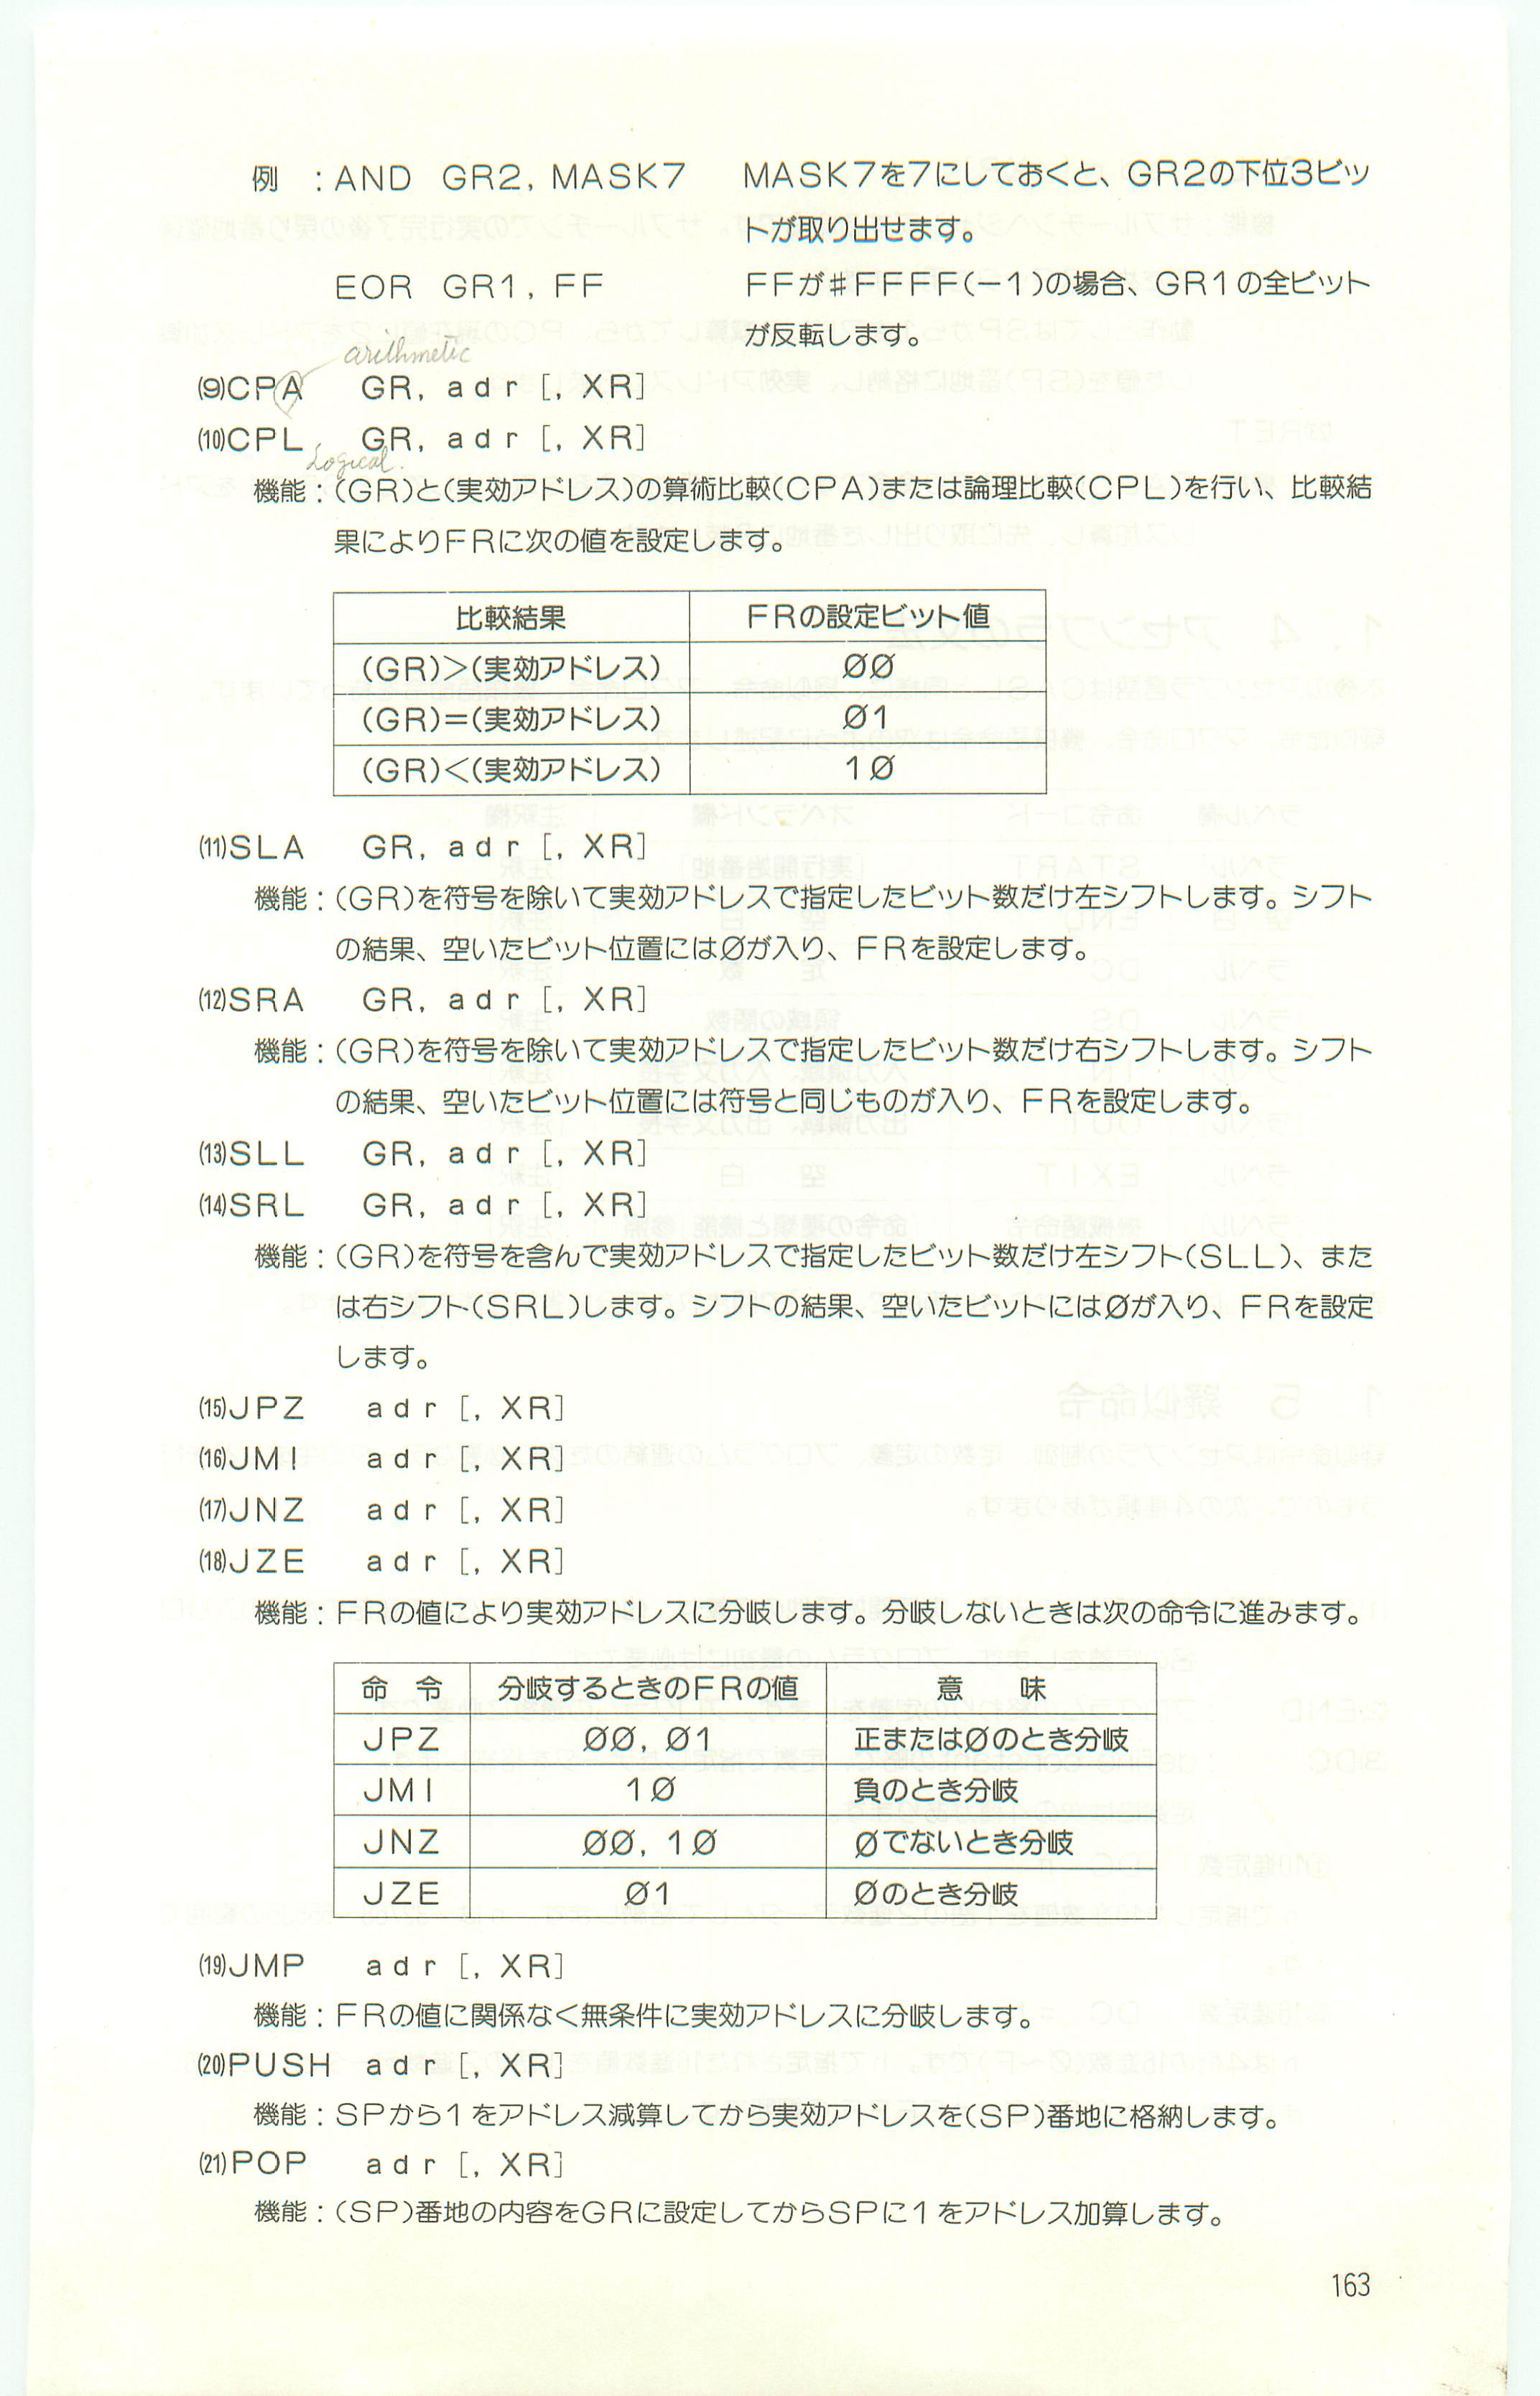 例　：AND　GR2, MASK7　　MASK7を7にしておくと、GR2の下位3ビッ
トが取り出せます。
EOR　GR1, FF　　FFが#FFFF(−1)の場合、GR1の全ビット
が反転します。
arithmetic
⑼CPA　GR, adr [, XR]
⑽CPL　GR, adr [, XR]
Logical.
機能：(GR)と(実効アドレス)の算術比較(CPA)または論理比較(CPL)を行い、比較結
果によりFRに次の値を設定します。
比較結果　FRの設定ビット値
(GR)>(実効アドレス)　ØØ
(GR)=(実効アドレス)　Ø1
(GR)<(実効アドレス)　1Ø
⑾SLA　GR, adr [, XR]
機能：(GR)を符号を除いて実効アドレスで指定したビット数だけ左シフトします。シフト
の結果、空いたビット位置にはØが入り、FRを設定します。
⑿SRA　GR, adr [, XR]
機能：(GR)を符号を除いて実効アドレスで指定したビット数だけ右シフトします。シフト
の結果、空いたビット位置には符号と同じものが入り、FRを設定します。
⒀SLL　GR, adr [, XR]
⒁SRL　GR, adr [, XR]
機能：(GR)を符号を含んで実効アドレスで指定したビット数だけ左シフト(SLL)、また
は右シフト(SRL)します。シフトの結果、空いたビットにはØが入り、FRを設定
します。
⒂JPZ　adr [, XR]
⒃JMI　adr [, XR]
⒄JNZ　adr [, XR]
⒅JZE　adr [, XR]
機能：FRの値により実効アドレスに分岐します。分岐しないときは次の命令に進みます。
命　令　分岐するときのFRの値　意　　味
JPZ　ØØ, Ø1　正またはØのとき分岐
JMI　1Ø　負のとき分岐
JNZ　ØØ, 1Ø　Øでないとき分岐
JZE　Ø1　Øのとき分岐
⒆JMP　adr [, XR]
機能：FRの値に関係なく無条件に実効アドレスに分岐します。
⒇PUSH　adr [, XR]
機能：SPから1をアドレス減算してから実効アドレスを(SP)番地に格納します。
(21)POP　adr [, XR]
機能：(SP)番地の内容をGRに設定してからSPに1をアドレス加算します。
163